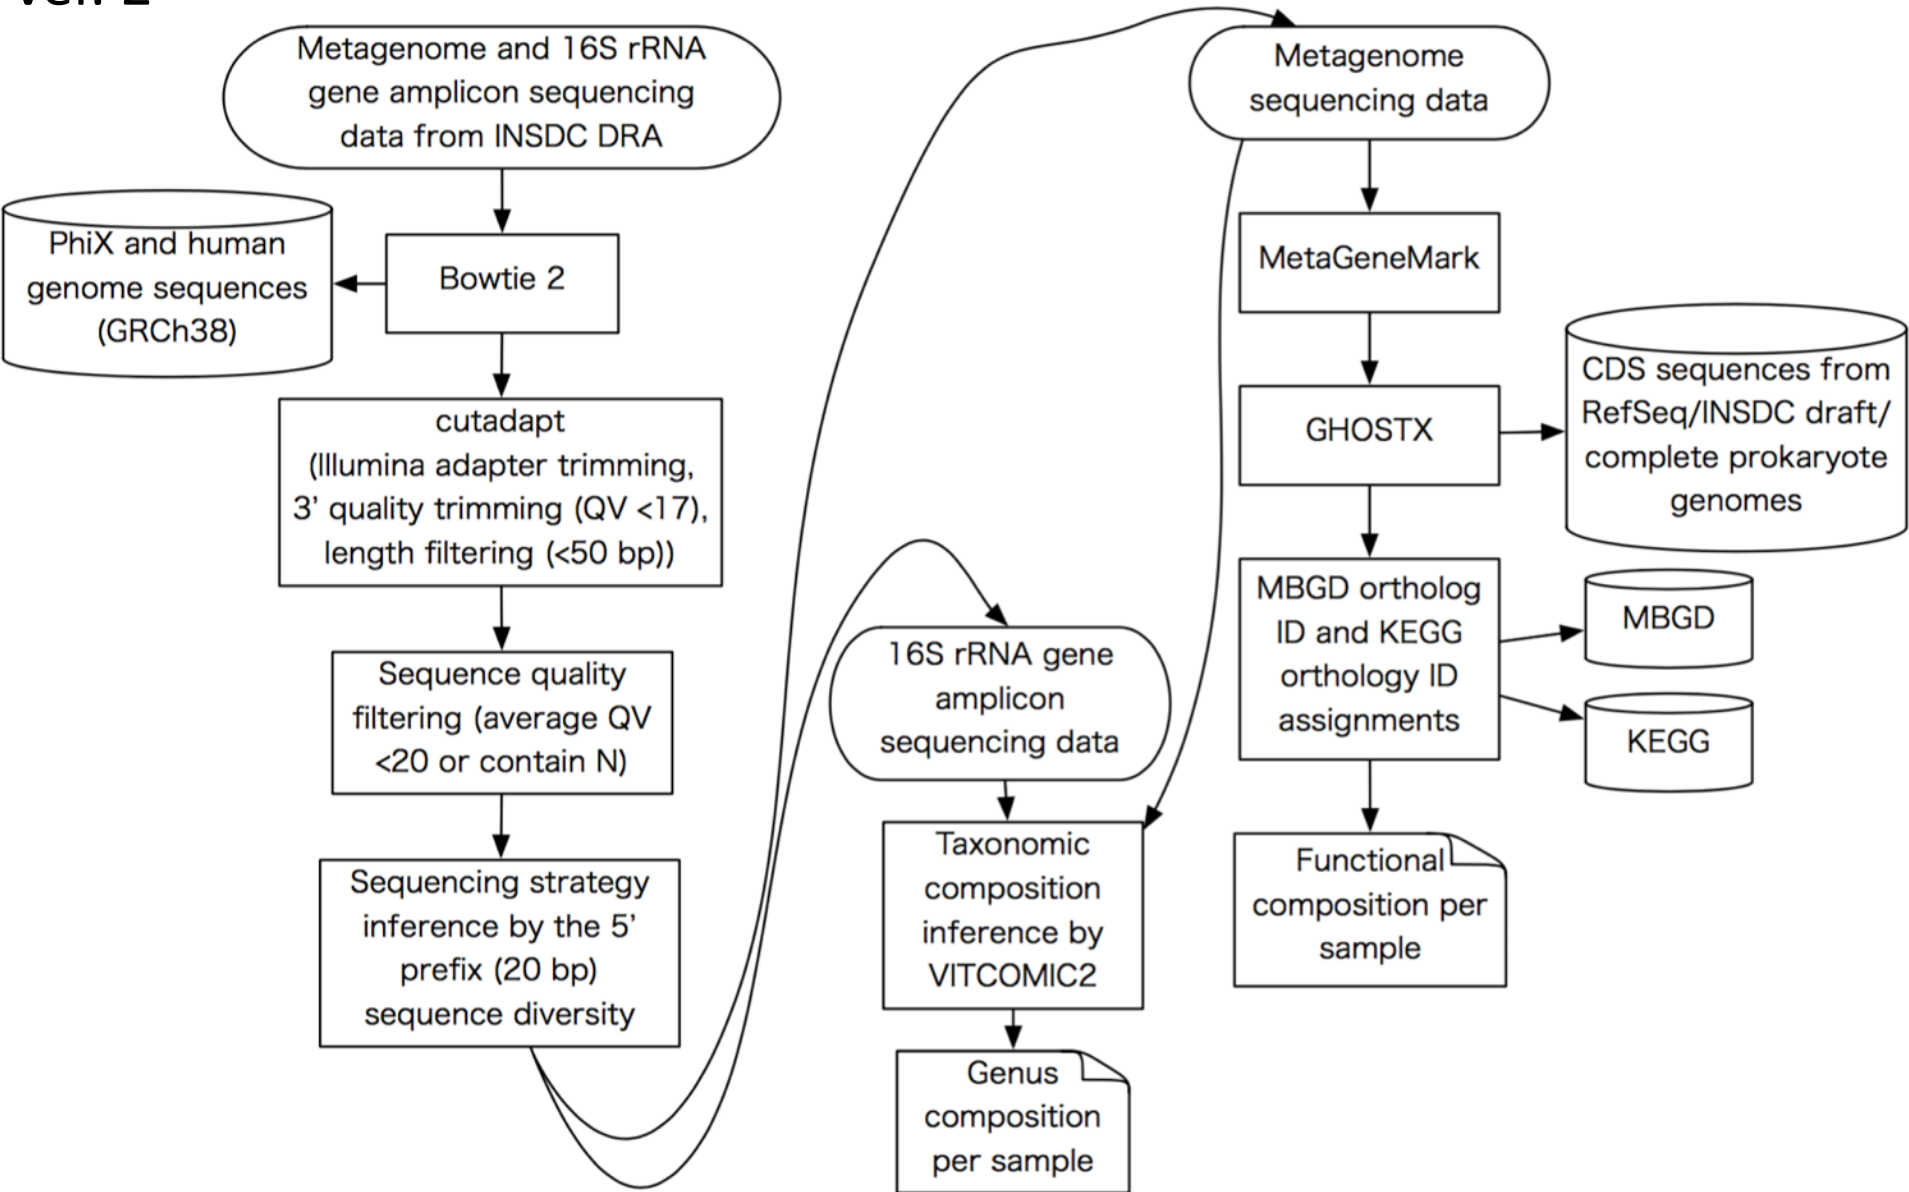 Metagenome and 16S rRNA
gene amplicon sequencing
data from INSDC DRA
PhiX and human
genome sequences
(GRCh38)
Bowtie 2
cutadapt
(Illumina adapter trimming,
3’ quality trimming (QV <17),
length filtering (<50 bp))
Sequence quality
filtering (average QV
<20 or contain N)
Sequencing strategy
inference by the 5’
prefix (20 bp)
sequence diversity
16S rRNA gene
amplicon
sequencing data
Taxonomic
composition
inference by
VITCOMIC2
Genus
composition
per sample
Metagenome
sequencing data
MetaGeneMark
GHOSTX
CDS sequences from
RefSeq/INSDC draft/
complete prokaryote
genomes
MBGD ortholog
ID and KEGG
orthology ID
assignments
MBGD
KEGG
Functional
composition per
sample